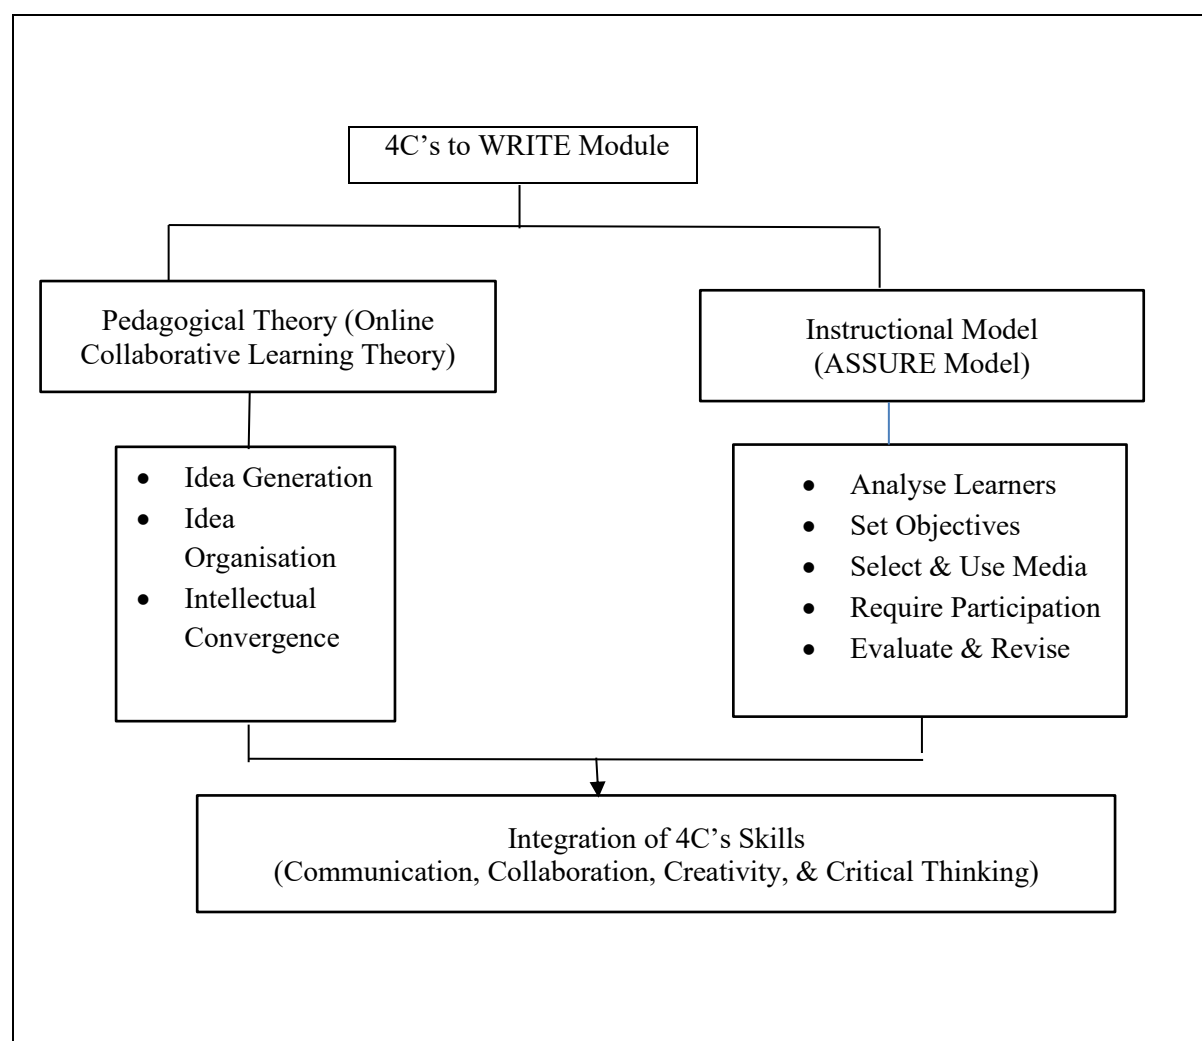 4C’s to WRITE Module
Pedagogical Theory (Online
Collaborative Learning Theory)
Instructional Model
(ASSURE Model)
• Idea Generation
• Idea
Organisation
• Intellectual
Convergence
• Analyse Learners
• Set Objectives
• Select & Use Media
• Require Participation
• Evaluate & Revise
Integration of 4C’s Skills
(Communication, Collaboration, Creativity, & Critical Thinking)